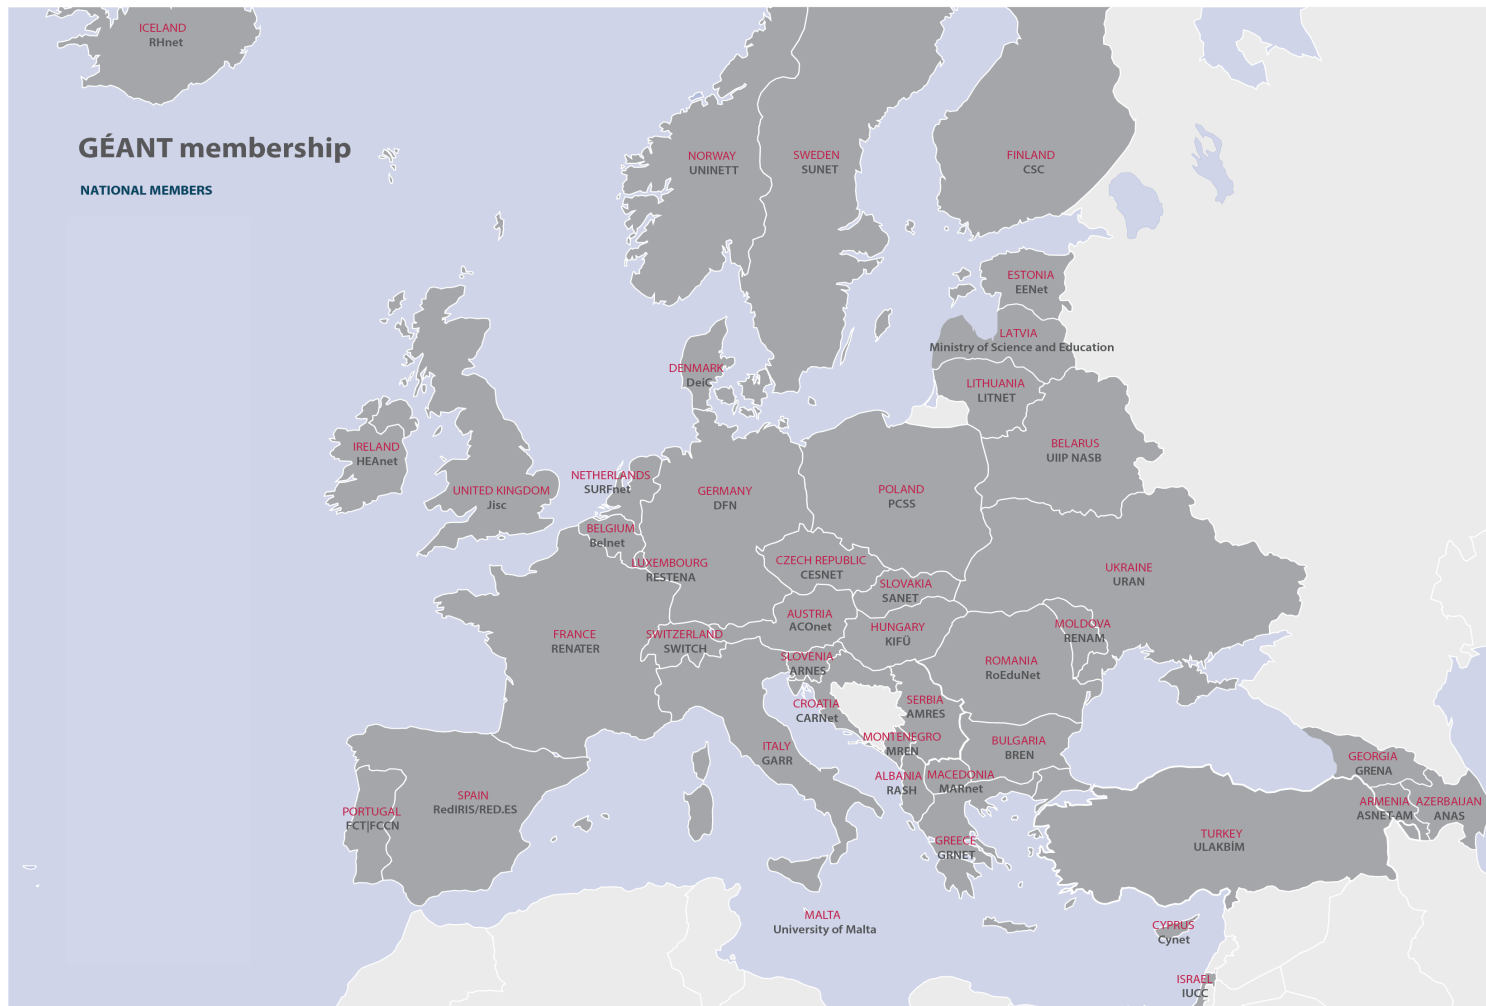 ICELAND
RHnet
GÉANT membership
NATIONAL MEMBERS
NORWAY
UNINETT
SWEDEN
SUNET
FINLAND
CSC
ESTONIA
EENet
LATVIA
Ministry of Science and Education
DENMARK
DeiC
LITHUANIA
LITNET
IRELAND
HEAnet
UNITED KINGDOM
Jisc
NETHERLANDS
SURFnet
GERMANY
DFN
POLAND
PCSS
BELARUS
UIIP NASB
BELGIUM
Belnet
LUXEMBOURG
RESTENA
CZECH REPUBLIC
CESNET
SLOVAKIA
SANET
UKRAINE
URAN
FRANCE
RENATER
SWITZERLAND
SWITCH
AUSTRIA
ACOnet
HUNGARY
KIFÜ
MOLDOVA
RENAM
SLOVENIA
ARNES
ROMANIA
RoEduNet
CROATIA
CARNet
SERBIA
AMRES
ITALY
GARR
MONTENEGRO
MREN
BULGARIA
BREN
GEORGIA
GRENA
ALBANIA
RASH
MACEDONIA
MARnet
PORTUGAL
FCT|FCCN
SPAIN
RedIRIS/RED.ES
ARMENIA
ASNET-AM
AZERBAIJAN
ANAS
GREECE
GRNET
TURKEY
ULAKBİM
MALTA
University of Malta
CYPRUS
Cynet
ISRAEL
IUCC